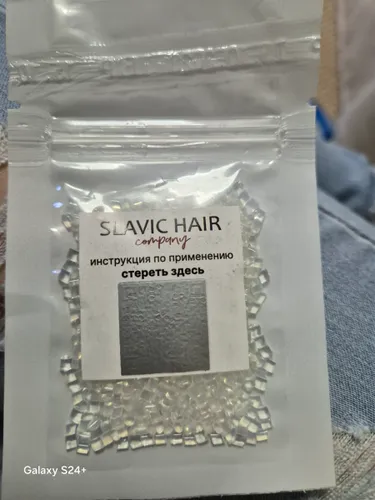 SLAVIC HAIR
company
инструкция по применению
стереть здесь
Galaxy S24+